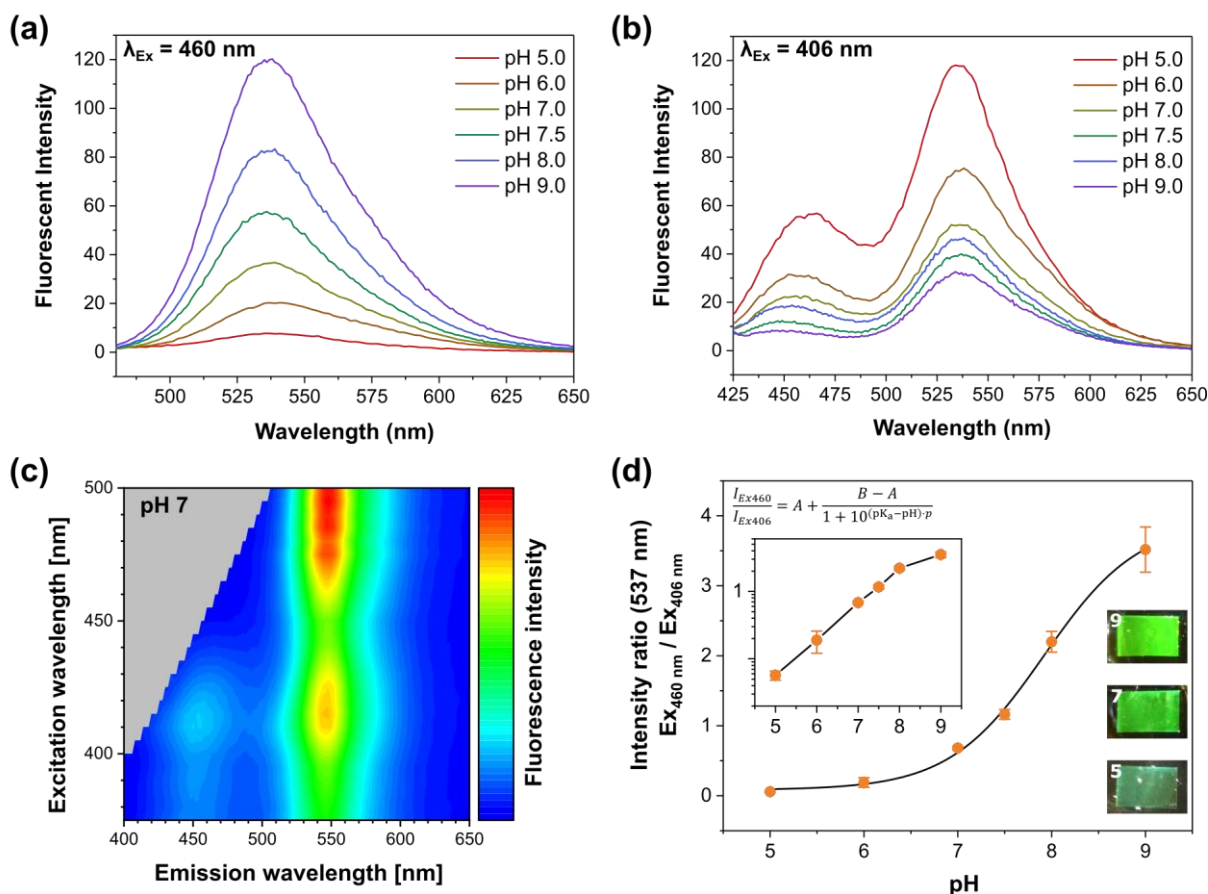 (a)
λEx = 460 nm
pH 5.0
pH 6.0
pH 7.0
pH 7.5
pH 8.0
pH 9.0
Fluorescent Intensity
120
100
80
60
40
20
0
500 525 550 575 600 625 650
Wavelength (nm)
(b)
λEx = 406 nm
pH 5.0
pH 6.0
pH 7.0
pH 7.5
pH 8.0
pH 9.0
Fluorescent Intensity
120
100
80
60
40
20
0
425 450 475 500 525 550 575 600 625 650
Wavelength (nm)
(c)
pH 7
Excitation wavelength [nm]
500
450
400
400 450 500 550 600 650
Emission wavelength [nm]
Fluorescence intensity
(d)
I_Ex460 / I_Ex406 = A + (B − A) / (1 + 10^(pKa−pH)·p)
Intensity ratio (537 nm)
Ex460 nm / Ex406 nm
4
3
2
1
0
1
5 6 7 8 9
9
7
5
5 6 7 8 9
pH